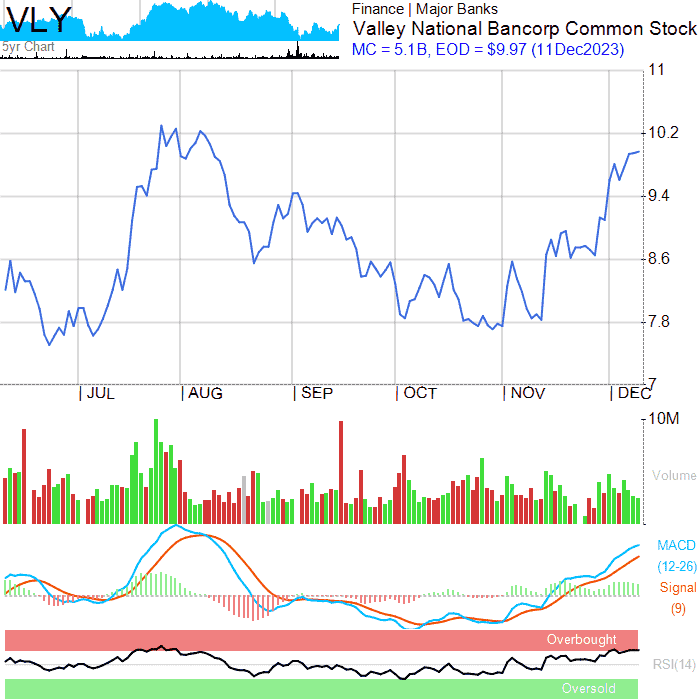 VLY
5yr Chart
Finance | Major Banks
Valley National Bancorp Common Stock
MC = 5.1B, EOD = $9.97 (11Dec2023)
11
10.2
9.4
8.6
7.8
7
JUL AUG SEP OCT NOV DEC
10M
Volume
MACD
(12-26)
Signal
(9)
Overbought
RSI(14)
Oversold